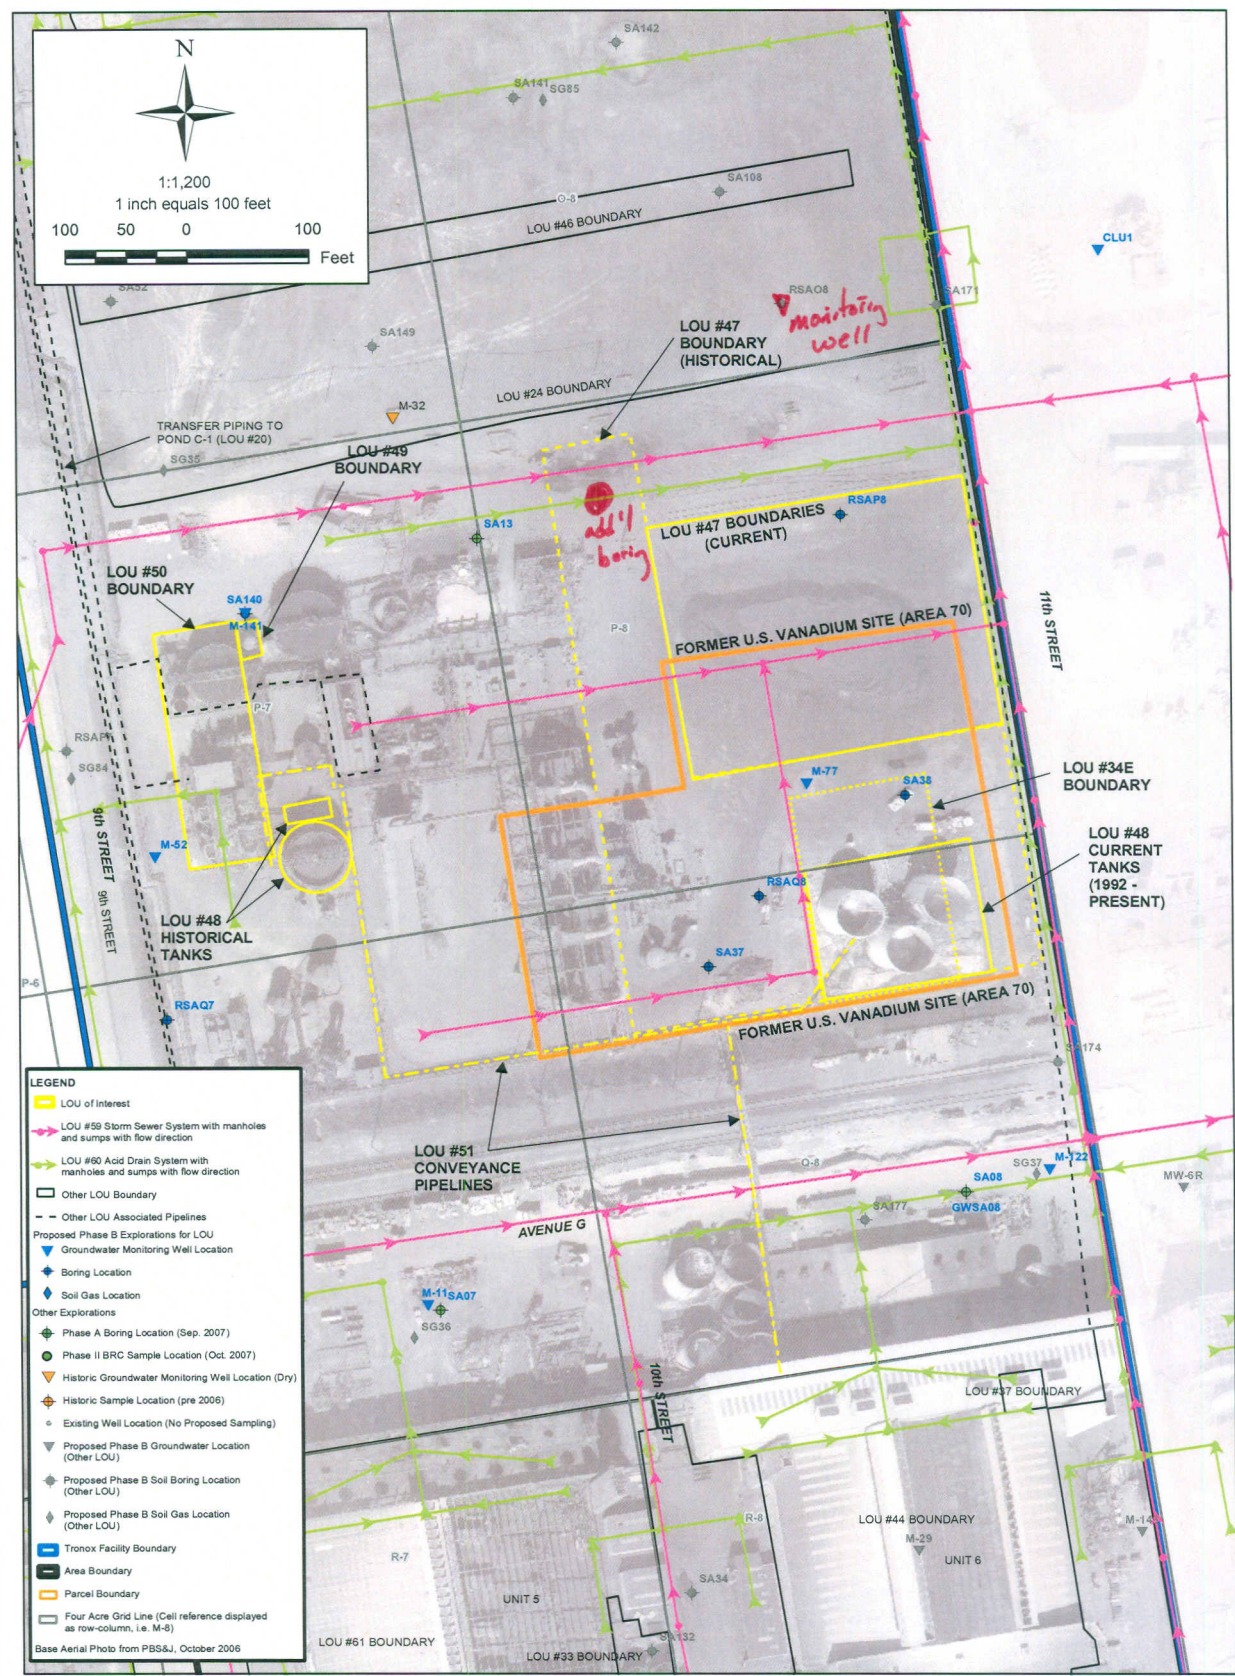 N
1:1,200
1 inch equals 100 feet
100 50 0 100
Feet
SA142
SA141
SG85
SA108
O-8
LOU #46 BOUNDARY
CLU1
SA52
RSAO8
monitoring
well
SA171
SA149
LOU #47
BOUNDARY
(HISTORICAL)
LOU #24 BOUNDARY
M-32
TRANSFER PIPING TO
POND C-1 (LOU #20)
SG35
LOU #49
BOUNDARY
add'l
boring
SA13
RSAP8
LOU #47 BOUNDARIES
(CURRENT)
LOU #50
BOUNDARY
SA140
M-141
P-8
FORMER U.S. VANADIUM SITE (AREA 70)
11th STREET
P-7
SG84
M-77
SA38
LOU #34E
BOUNDARY
9th STREET
9th STREET
M-52
LOU #48
CURRENT
TANKS
(1992 -
PRESENT)
RSAQ8
LOU #48
HISTORICAL
TANKS
SA37
P-6
RSAQ7
FORMER U.S. VANADIUM SITE (AREA 70)
SA174
LOU #51
CONVEYANCE
PIPELINES
Q-8
SG37
M-122
SA08
GWSA08
MW-6R
SA177
AVENUE G
M-11
SA07
SG36
10th STREET
LOU #37 BOUNDARY
LOU #44 BOUNDARY
M-29
M-14
R-8
R-7
UNIT 6
UNIT 5
SA34
SA132
LOU #61 BOUNDARY
LOU #33 BOUNDARY
LEGEND
LOU of Interest
LOU #59 Storm Sewer System with manholes
and sumps with flow direction
LOU #60 Acid Drain System with
manholes and sumps with flow direction
Other LOU Boundary
Other LOU Associated Pipelines
Proposed Phase B Explorations for LOU
Groundwater Monitoring Well Location
Boring Location
Soil Gas Location
Other Explorations
Phase A Boring Location (Sep. 2007)
Phase II BRC Sample Location (Oct. 2007)
Historic Groundwater Monitoring Well Location (Dry)
Historic Sample Location (pre 2006)
Existing Well Location (No Proposed Sampling)
Proposed Phase B Groundwater Location
(Other LOU)
Proposed Phase B Soil Boring Location
(Other LOU)
Proposed Phase B Soil Gas Location
(Other LOU)
Tronox Facility Boundary
Area Boundary
Parcel Boundary
Four Acre Grid Line (Cell reference displayed
as row-column, i.e. M-8)
Base Aerial Photo from PBS&J, October 2006